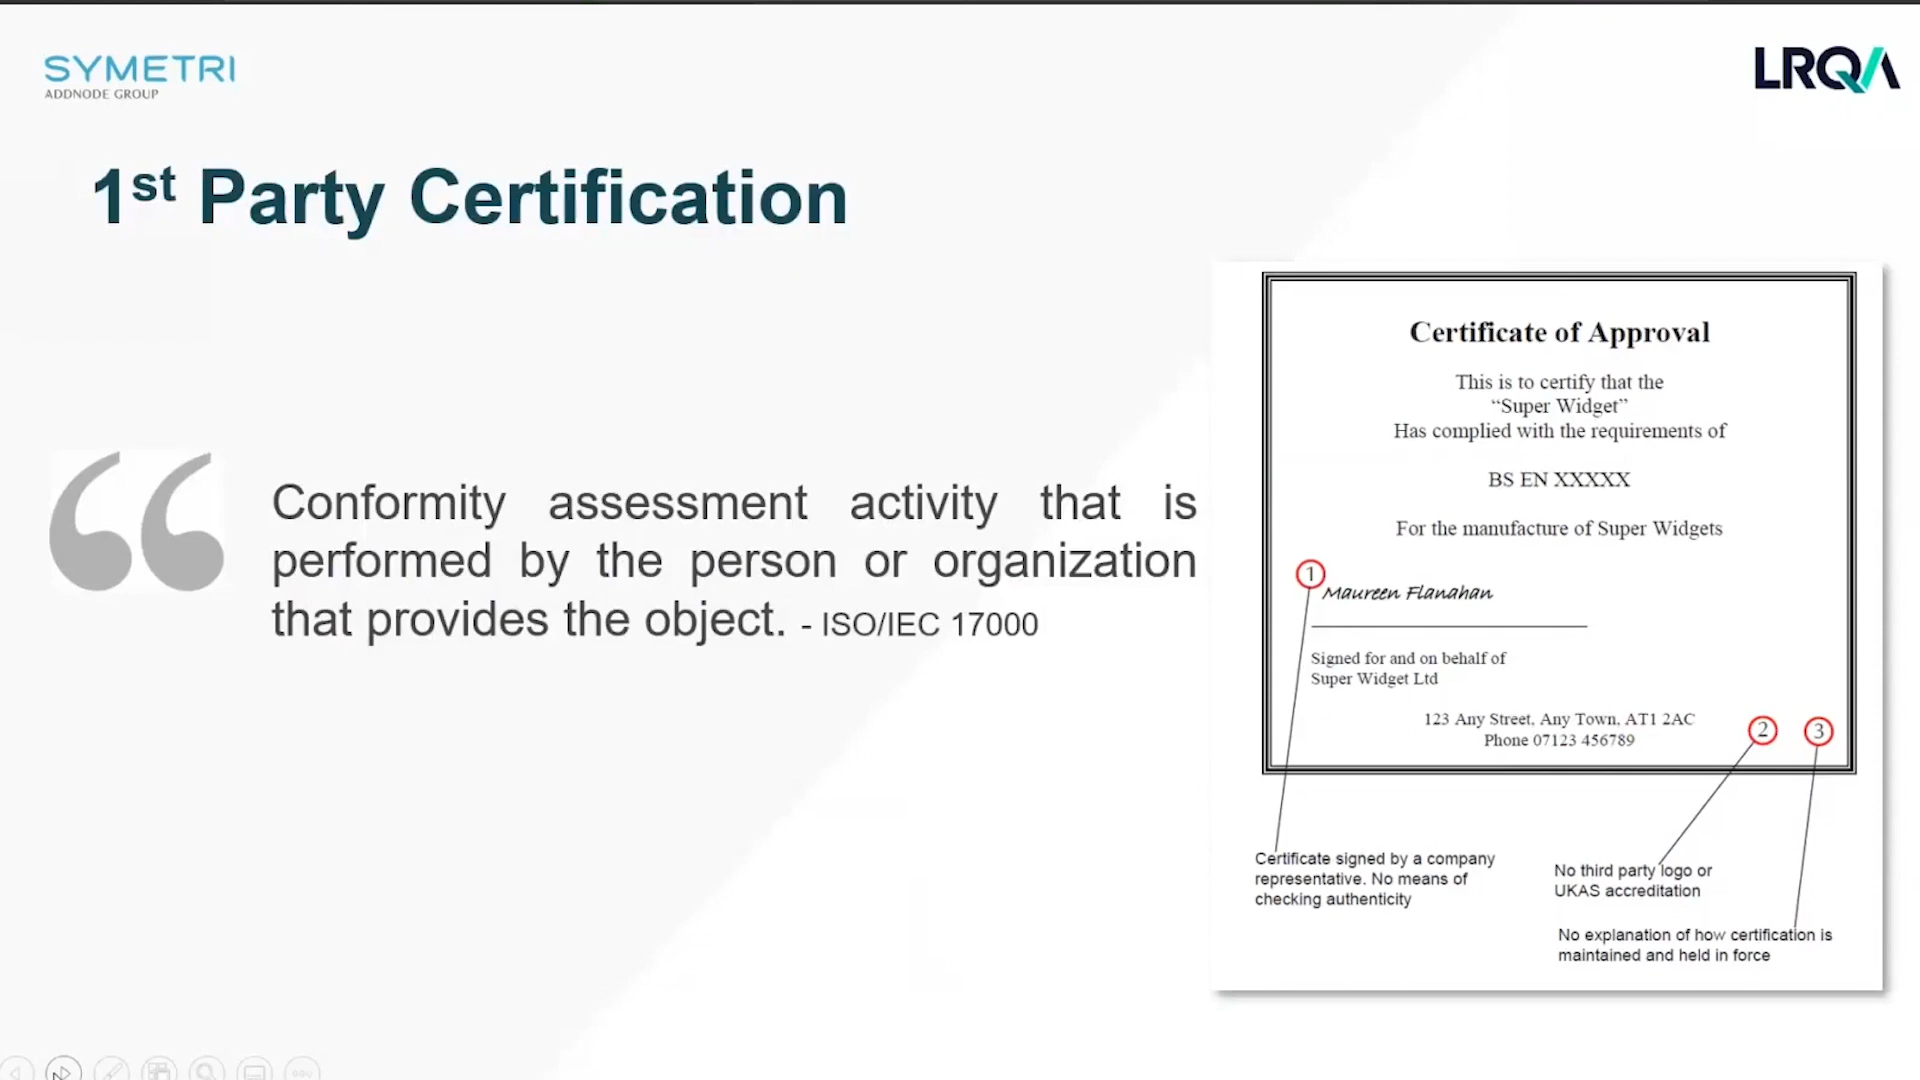 SYMETRI
ADDNODE GROUP
LRQA
1st Party Certification
Conformity assessment activity that is
performed by the person or organization
that provides the object. - ISO/IEC 17000
Certificate of Approval
This is to certify that the
“Super Widget”
Has complied with the requirements of
BS EN XXXXX
For the manufacture of Super Widgets
1
Maureen Flanahan
Signed for and on behalf of
Super Widget Ltd
123 Any Street, Any Town, AT1 2AC
Phone 07123 456789
2
3
Certificate signed by a company
representative. No means of
checking authenticity
No third party logo or
UKAS accreditation
No explanation of how certification is
maintained and held in force